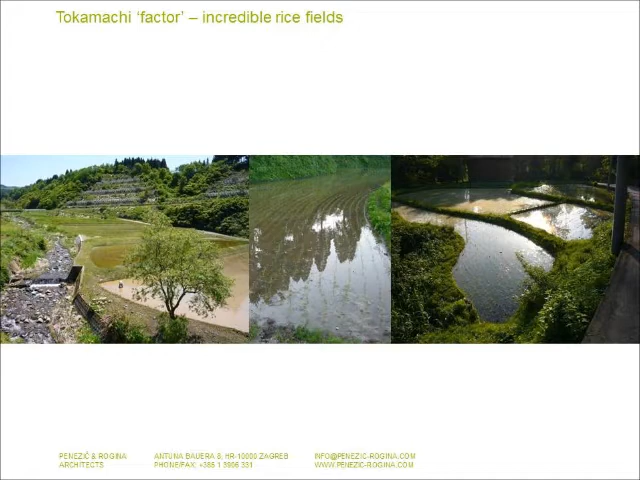 Tokamachi ‘factor’ – incredible rice fields
PENEZIĆ & ROGINA ANTUNA BAUERA 8, HR-10000 ZAGREB INFO@PENEZIC-ROGINA.COM
ARCHITECTS PHONE/FAX: +385 1 3906 331 WWW.PENEZIC-ROGINA.COM